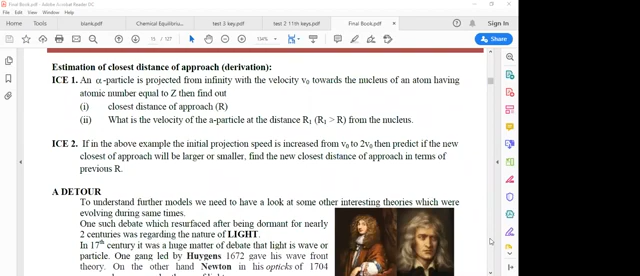 Final Book.pdf - Adobe Acrobat Reader DC
Home Tools blank.pdf Chemical Equilibriu... test 3 key.pdf test 2 11th keys.pdf Final Book.pdf × Sign In
15 / 127 134% Share
Estimation of closest distance of approach (derivation):
ICE 1. An α-particle is projected from infinity with the velocity v₀ towards the nucleus of an atom having
atomic number equal to Z then find out
(i) closest distance of approach (R)
(ii) What is the velocity of the a-particle at the distance R₁ (R₁ > R) from the nucleus.
ICE 2. If in the above example the initial projection speed is increased from v₀ to 2v₀ then predict if the new
closest of approach will be larger or smaller, find the new closest distance of approach in terms of
previous R.
A DETOUR
To understand further models we need to have a look at some other interesting theories which were
evolving during same times.
One such debate which resurfaced after being dormant for nearly
2 centuries was regarding the nature of LIGHT.
In 17th century it was a huge matter of debate that light is wave or
particle. One gang led by Huygens 1672 gave his wave front
theory. On the other hand Newton in his opticks of 1704